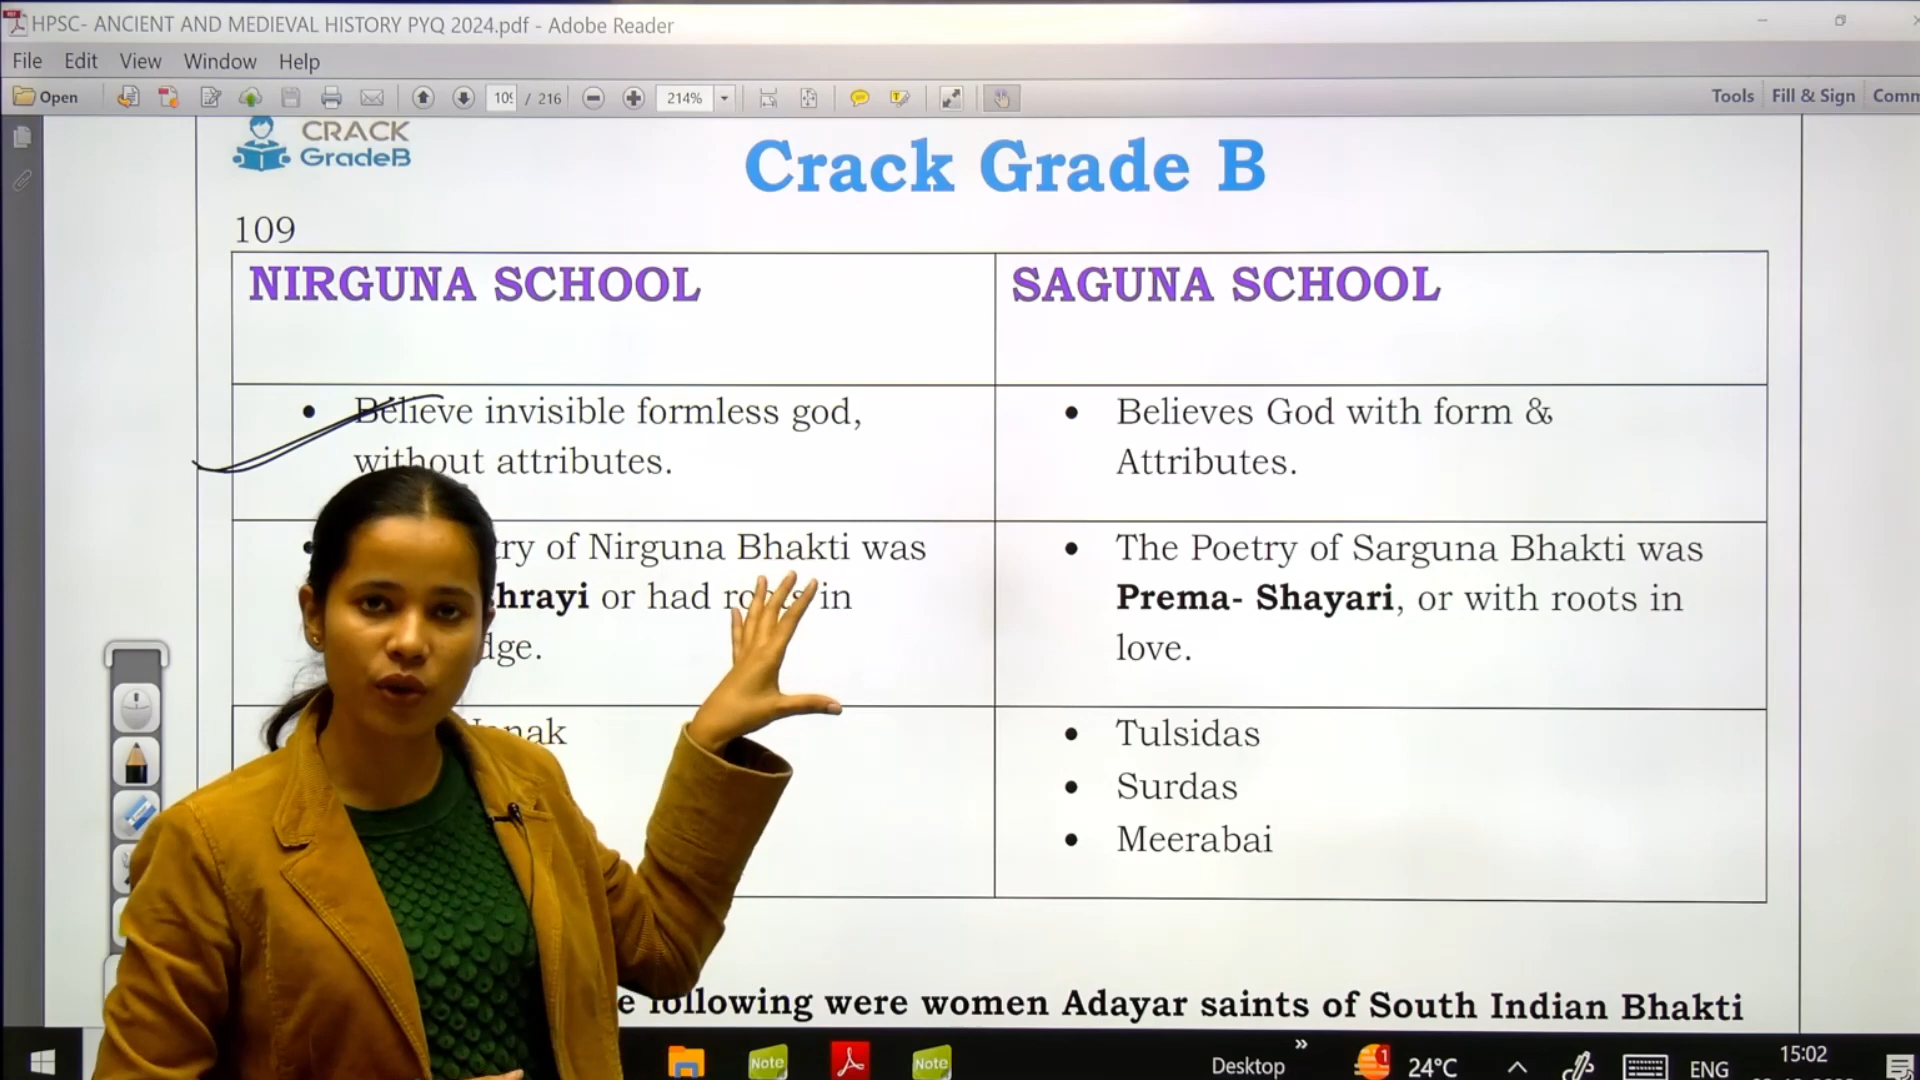 HPSC- ANCIENT AND MEDIEVAL HISTORY PYQ 2024.pdf - Adobe Reader
File Edit View Window Help
Open / 216 214% Tools Fill & Sign
CRACK
GradeB
Crack Grade B
109
NIRGUNA SCHOOL
SAGUNA SCHOOL
Believe invisible formless god,
without attributes.
Believes God with form &
Attributes.
of Nirguna Bhakti was
or had in
The Poetry of Sarguna Bhakti was
Prema- Shayari, or with roots in
love.
Tulsidas
Surdas
Meerabai
following were women Adayar saints of South Indian Bhakti
Note
Note
Desktop
»
1
24°C
ENG
15:02